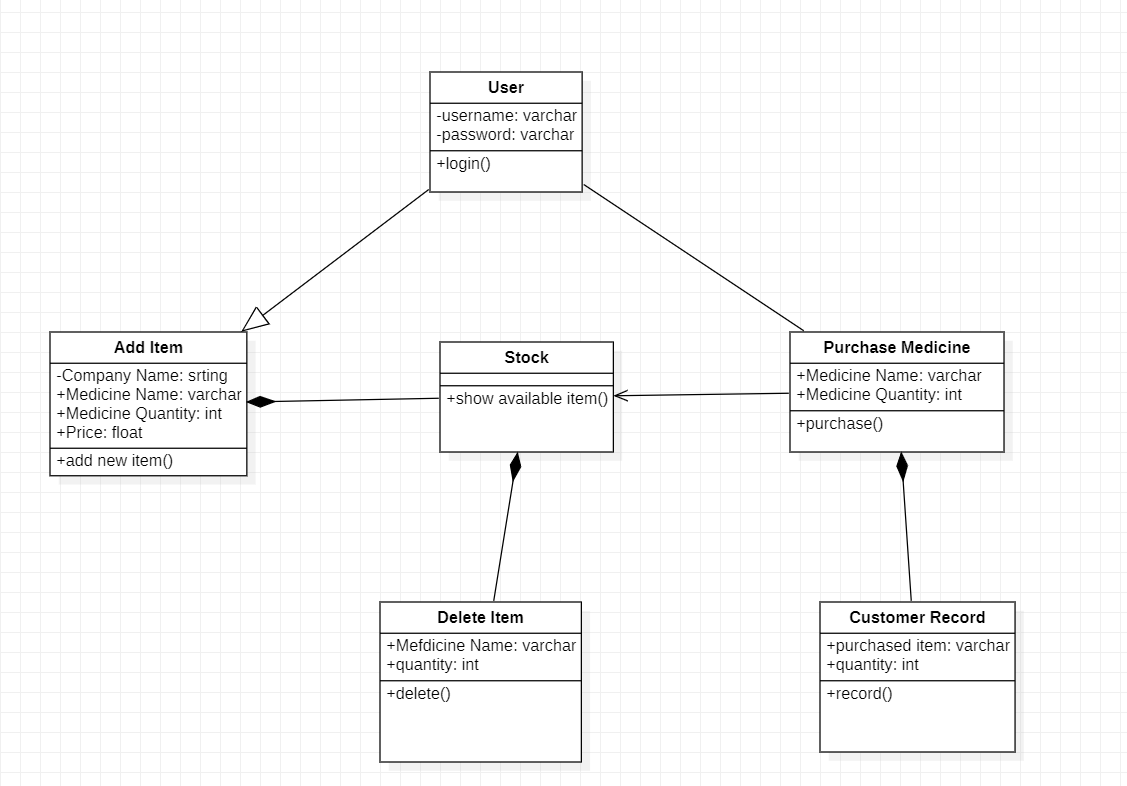 User
-username: varchar
-password: varchar
+login()
Add Item
-Company Name: srting
+Medicine Name: varchar
+Medicine Quantity: int
+Price: float
+add new item()
Stock
+show available item()
Purchase Medicine
+Medicine Name: varchar
+Medicine Quantity: int
+purchase()
Delete Item
+Mefdicine Name: varchar
+quantity: int
+delete()
Customer Record
+purchased item: varchar
+quantity: int
+record()